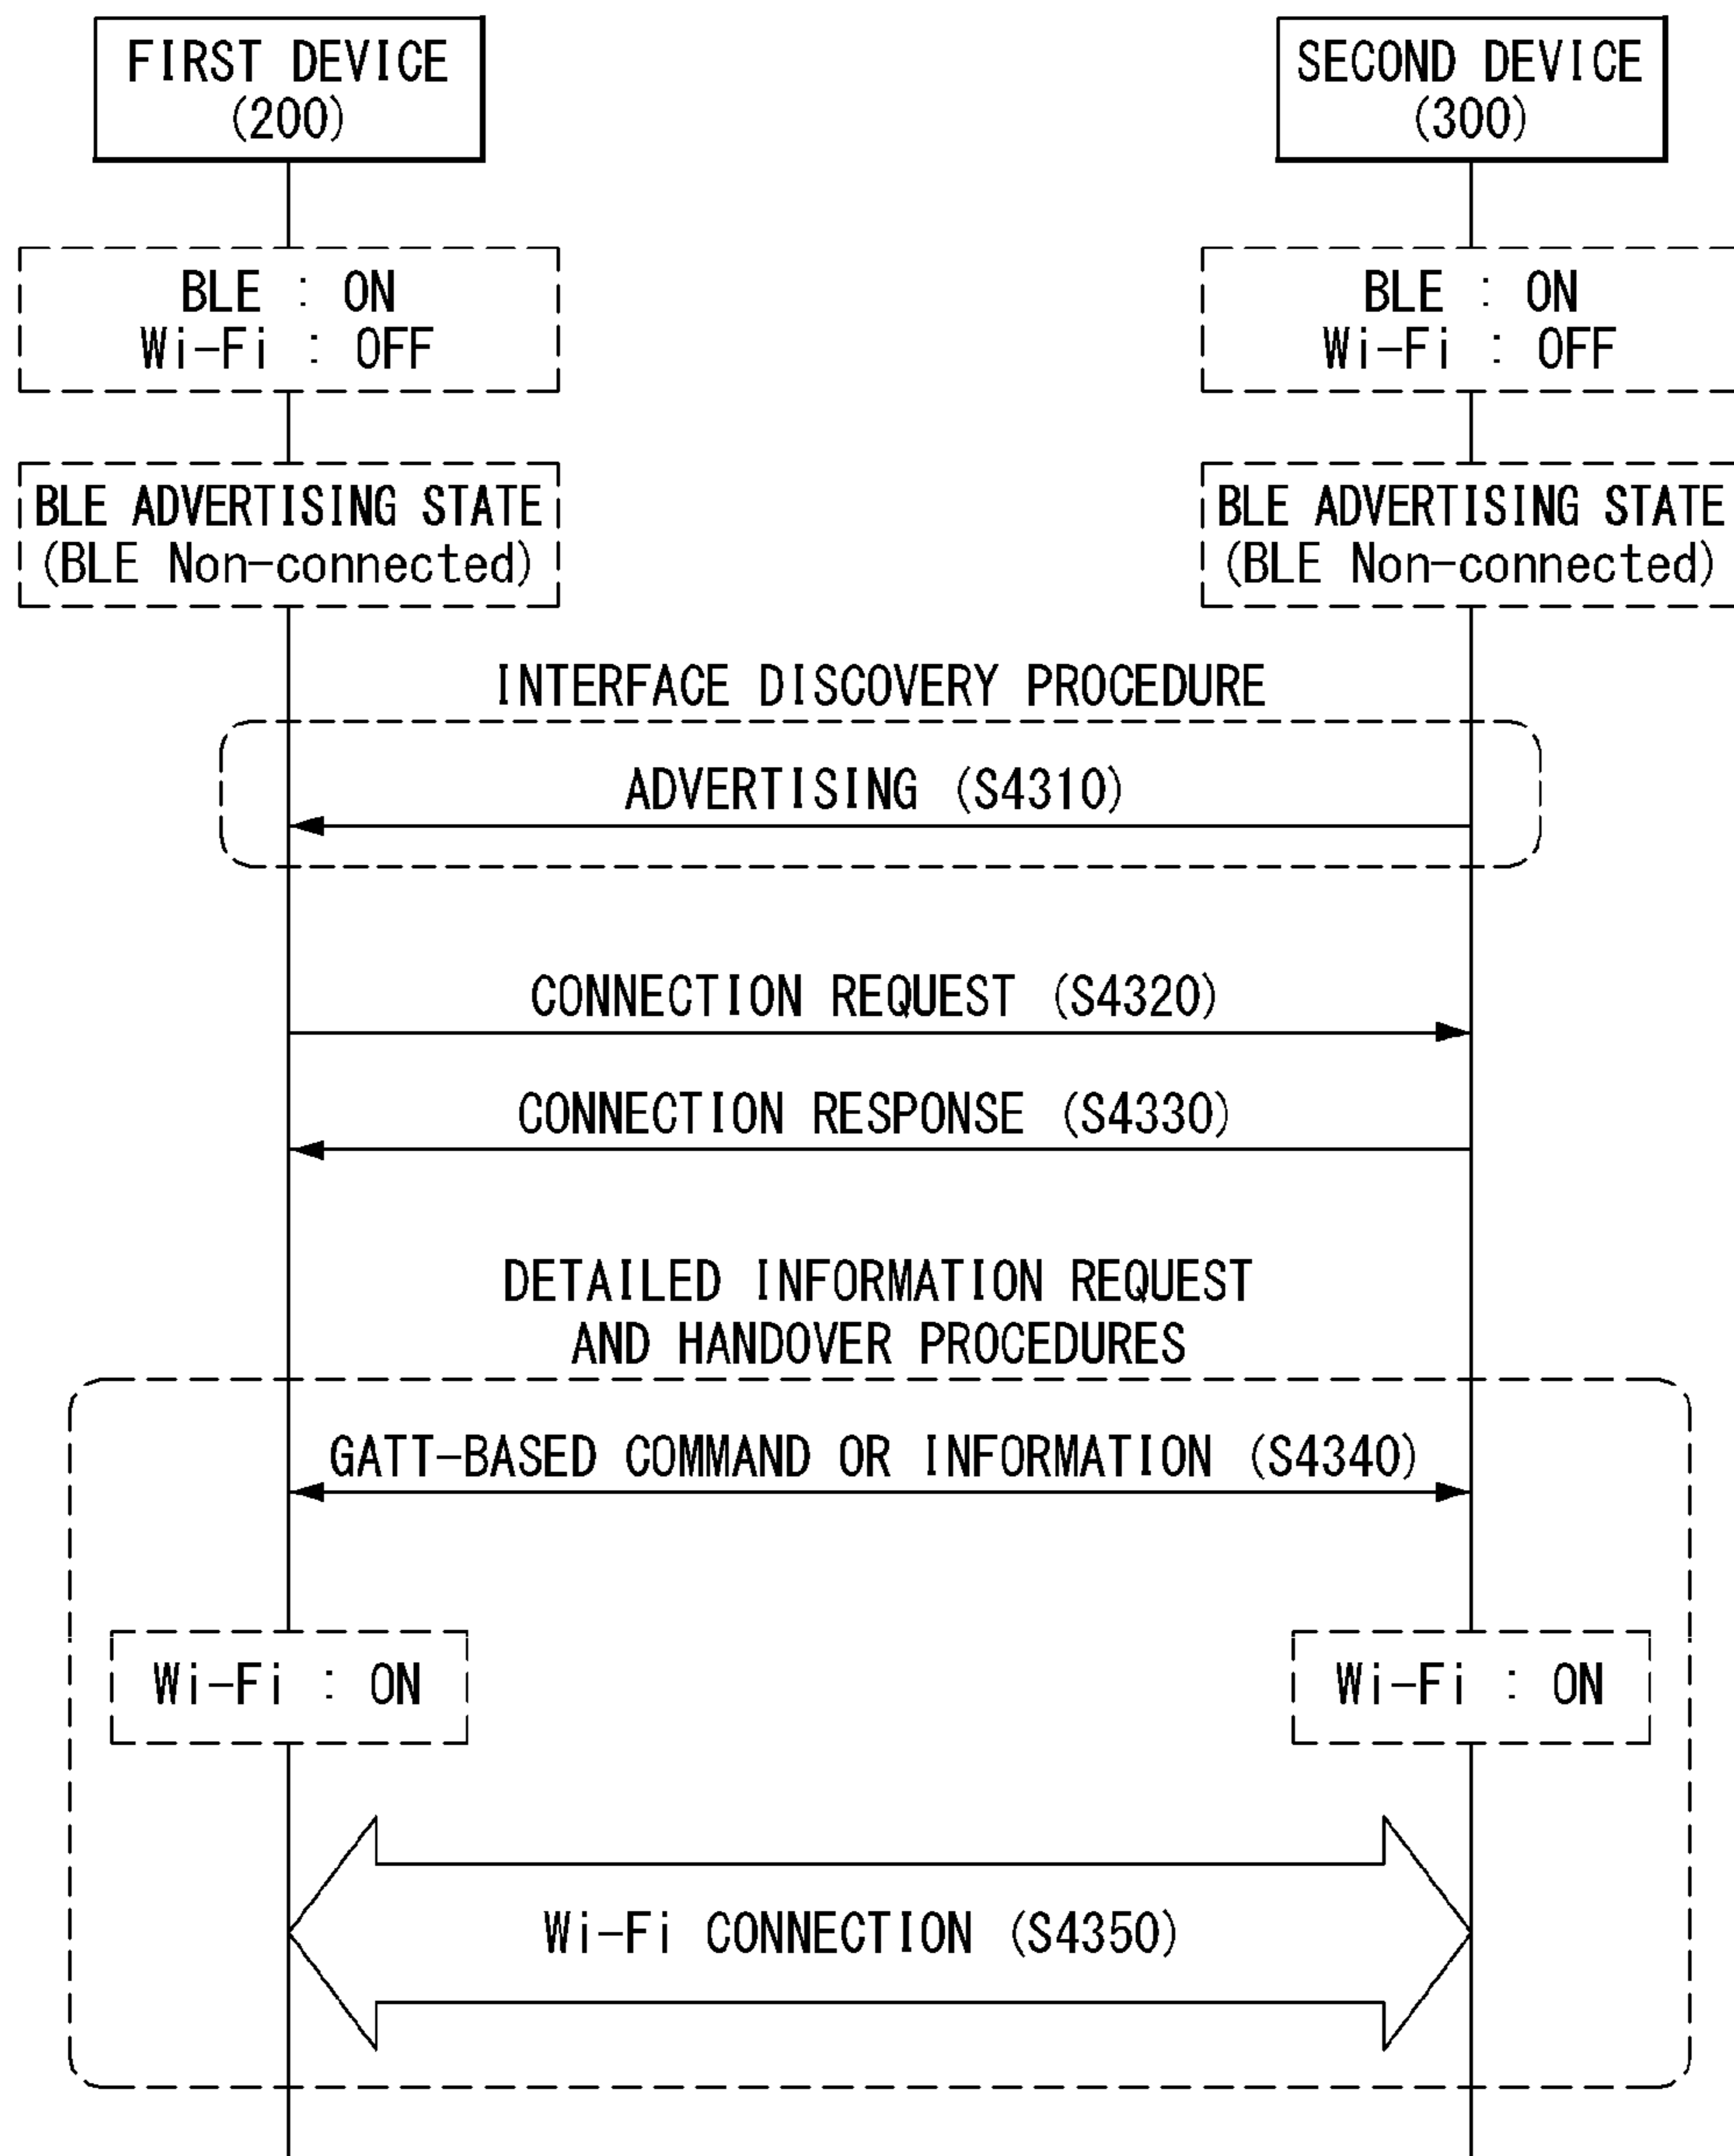 FIRST DEVICE
(200)
SECOND DEVICE
(300)
BLE : ON
Wi-Fi : OFF
BLE : ON
Wi-Fi : OFF
BLE ADVERTISING STATE
(BLE Non-connected)
BLE ADVERTISING STATE
(BLE Non-connected)
INTERFACE DISCOVERY PROCEDURE
ADVERTISING (S4310)
CONNECTION REQUEST (S4320)
CONNECTION RESPONSE (S4330)
DETAILED INFORMATION REQUEST
AND HANDOVER PROCEDURES
GATT-BASED COMMAND OR INFORMATION (S4340)
Wi-Fi : ON
Wi-Fi : ON
Wi-Fi CONNECTION (S4350)